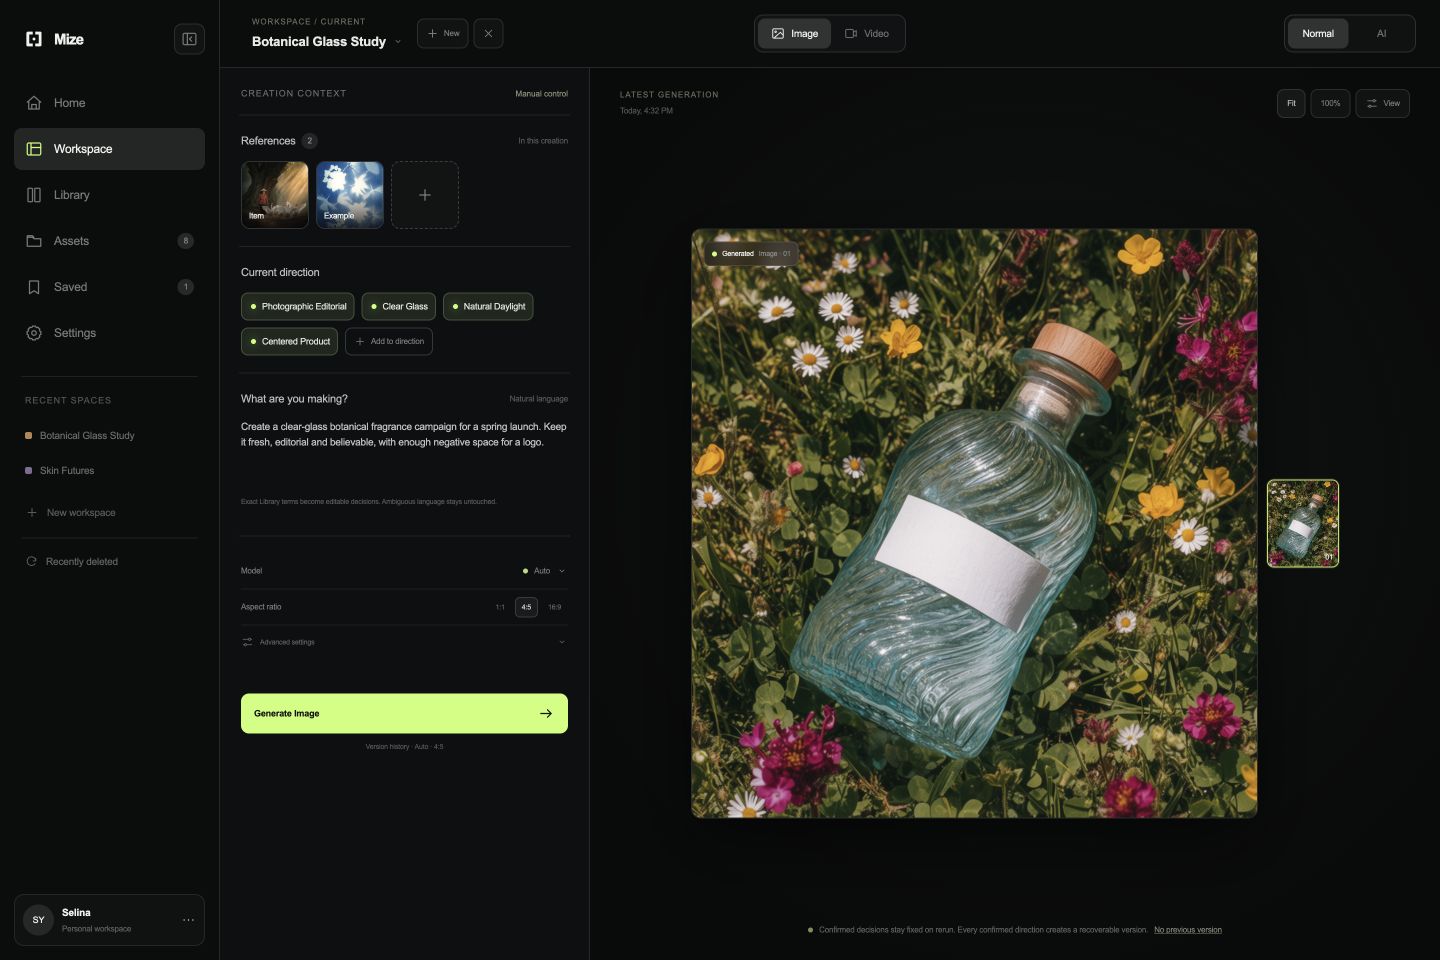 Mize
Home
Workspace
Library
Assets 8
Saved 1
Settings
RECENT SPACES
Botanical Glass Study
Skin Futures
New workspace
Recently deleted
SY
Selina
Personal workspace
WORKSPACE / CURRENT
Botanical Glass Study
New
Image
Video
Normal
AI
CREATION CONTEXT
Manual control
References 2
In this creation
Item
Example
Current direction
Photographic Editorial
Clear Glass
Natural Daylight
Centered Product
Add to direction
What are you making?
Natural language
Create a clear-glass botanical fragrance campaign for a spring launch. Keep
it fresh, editorial and believable, with enough negative space for a logo.
Exact Library terms become editable decisions. Ambiguous language stays untouched.
Model
Auto
Aspect ratio
1:1
4:5
16:9
Advanced settings
Generate Image
Version history · Auto · 4:5
LATEST GENERATION
Today, 4:32 PM
Fit
100%
View
Generated Image · 01
01
Confirmed decisions stay fixed on rerun. Every confirmed direction creates a recoverable version. No previous version